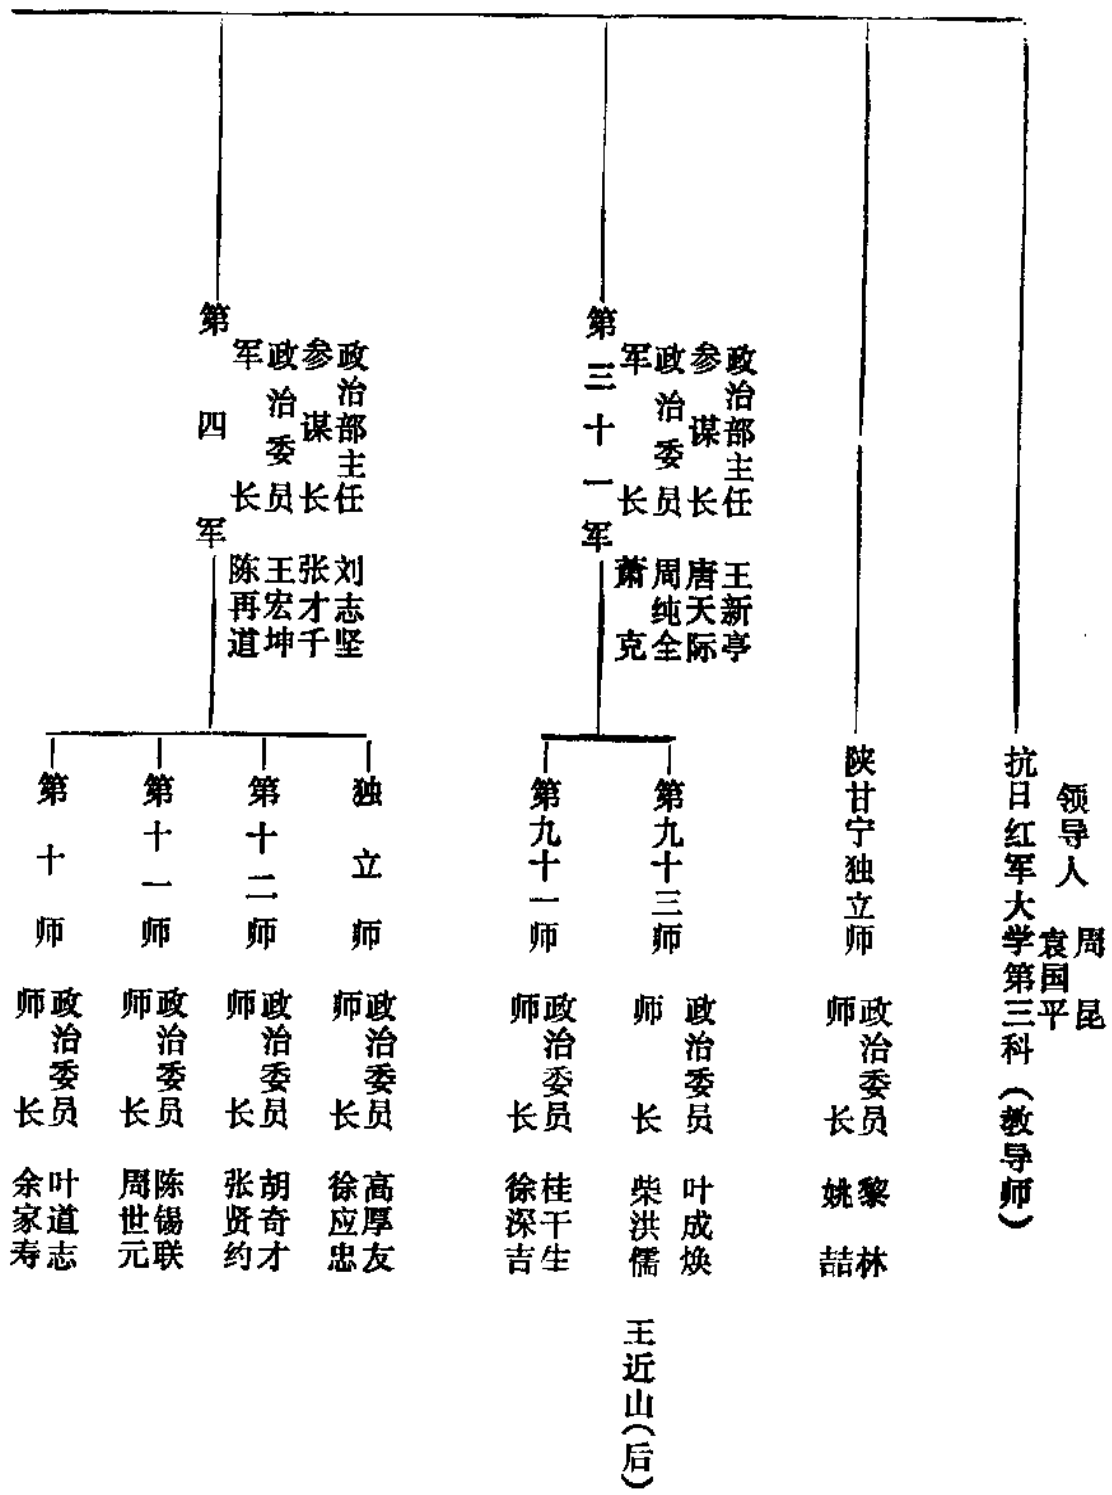 第四军
军长 陈再道
政治委员 王宏坤
参谋长 张才千
政治部主任 刘志坚
第十师
师长 余家寿
政治委员 叶道志
第十一师
师长 周世元
政治委员 陈锡联
第十二师
师长 张贤约
政治委员 胡奇才
独立师
师长 徐应忠
政治委员 高厚友
第三十一军
军长 萧克
政治委员 周纯全
参谋长 唐天际
政治部主任 王新亭
第九十一师
师长 徐深吉
政治委员 桂干生
第九十三师
师长 柴洪儒 王近山(后)
政治委员 叶成焕
陕甘宁独立师
师长 姚喆
政治委员 黎林
抗日红军大学第三科(教导师)
领导人 周昆
袁国平